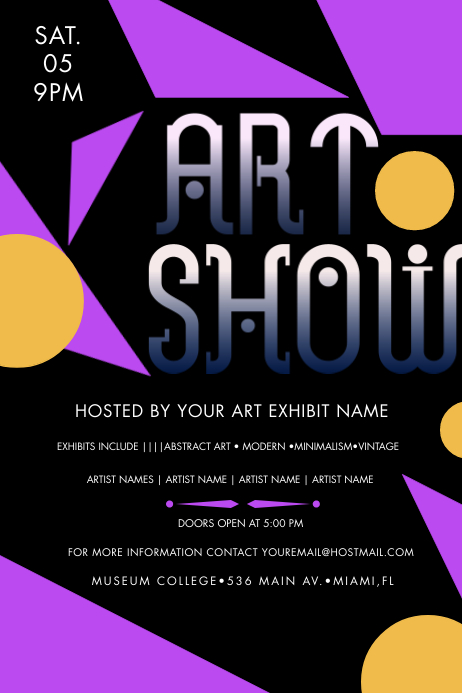 SAT.
05
9PM
ART
SHOW
HOSTED BY YOUR ART EXHIBIT NAME
EXHIBITS INCLUDE ||||ABSTRACT ART • MODERN •MINIMALISM•VINTAGE
ARTIST NAMES | ARTIST NAME | ARTIST NAME | ARTIST NAME
DOORS OPEN AT 5:00 PM
FOR MORE INFORMATION CONTACT YOUREMAIL@HOSTMAIL.COM
MUSEUM COLLEGE•536 MAIN AV.•MIAMI,FL